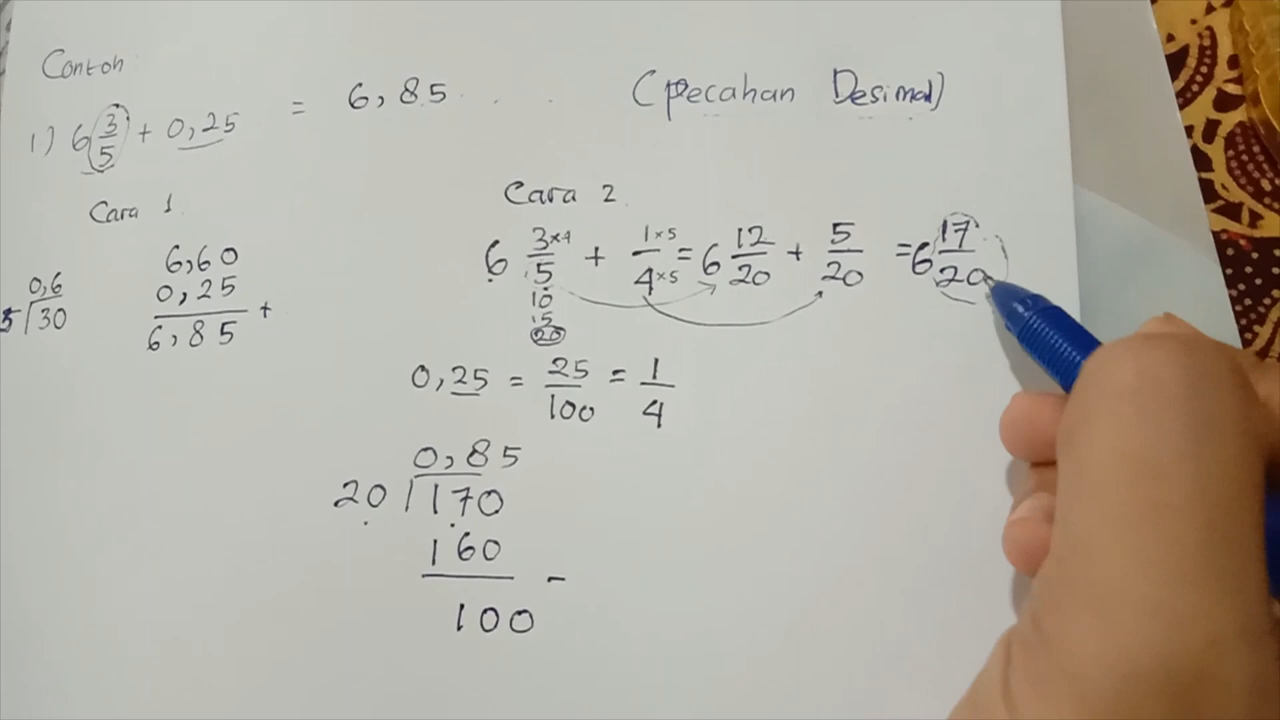 Contoh
1) 6 3/5 + 0,25 = 6,85 (Pecahan Desimal)
Cara 1
0,6
5 30
6,60
0,25
+
6,85
Cara 2
6 3×4/5 + 1×5/4×5 = 6 12/20 + 5/20 = 6 17/20
10
15
20
0,25 = 25/100 = 1/4
0,85
20 170
160
-
100